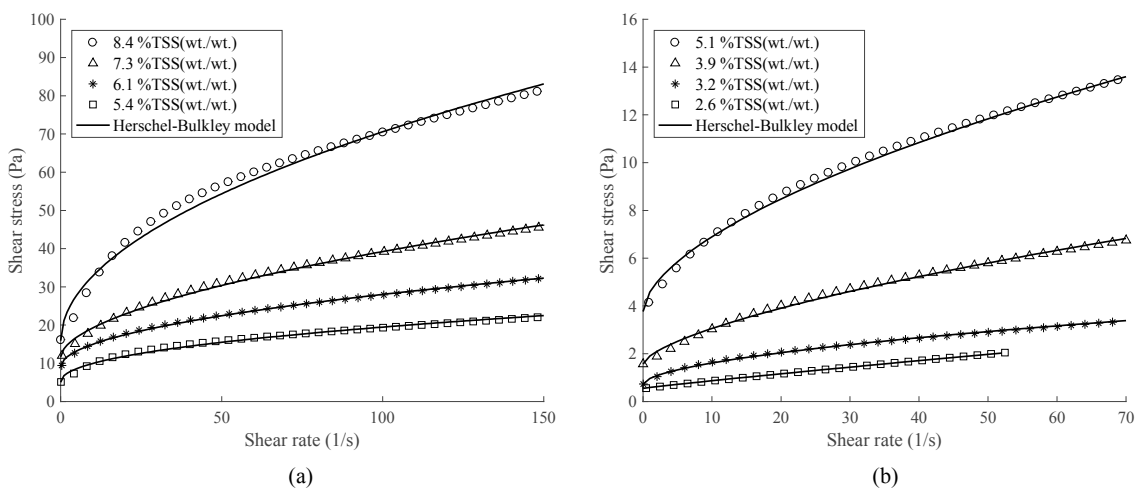 100
90
80
70
60
50
40
30
20
10
0
Shear stress (Pa)
8.4 %TSS(wt./wt.)
7.3 %TSS(wt./wt.)
6.1 %TSS(wt./wt.)
5.4 %TSS(wt./wt.)
Herschel-Bulkley model
0 50 100 150
Shear rate (1/s)
(a)
16
14
12
10
8
6
4
2
0
Shear stress (Pa)
5.1 %TSS(wt./wt.)
3.9 %TSS(wt./wt.)
3.2 %TSS(wt./wt.)
2.6 %TSS(wt./wt.)
Herschel-Bulkley model
0 10 20 30 40 50 60 70
Shear rate (1/s)
(b)